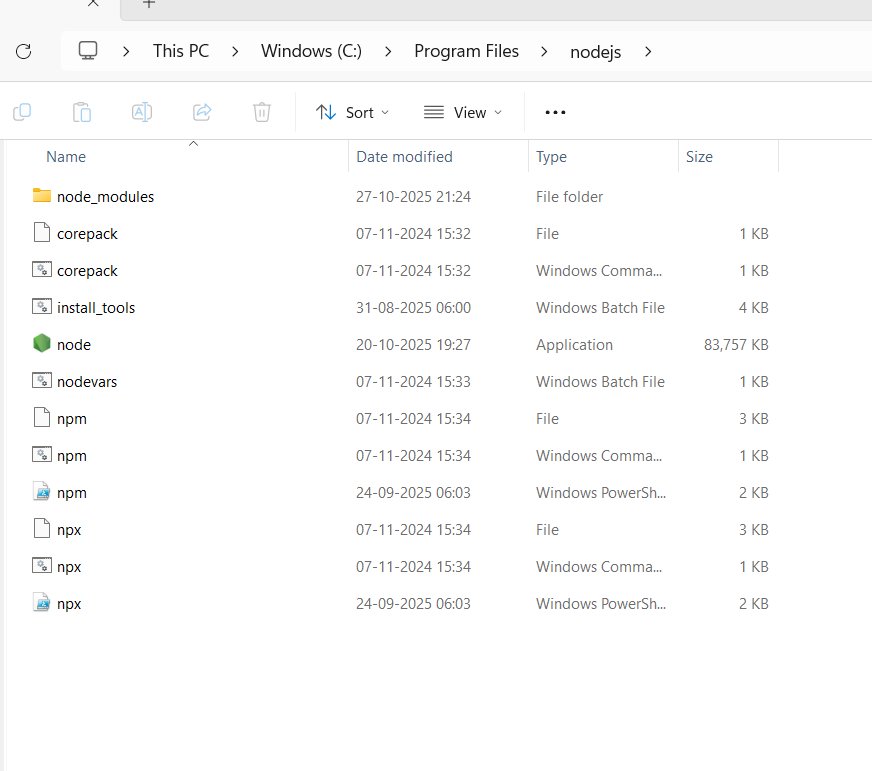 This PC > Windows (C:) > Program Files > nodejs >
Sort View
Name Date modified Type Size
node_modules 27-10-2025 21:24 File folder
corepack 07-11-2024 15:32 File 1 KB
corepack 07-11-2024 15:32 Windows Comma... 1 KB
install_tools 31-08-2025 06:00 Windows Batch File 4 KB
node 20-10-2025 19:27 Application 83,757 KB
nodevars 07-11-2024 15:33 Windows Batch File 1 KB
npm 07-11-2024 15:34 File 3 KB
npm 07-11-2024 15:34 Windows Comma... 1 KB
npm 24-09-2025 06:03 Windows PowerSh... 2 KB
npx 07-11-2024 15:34 File 3 KB
npx 07-11-2024 15:34 Windows Comma... 1 KB
npx 24-09-2025 06:03 Windows PowerSh... 2 KB